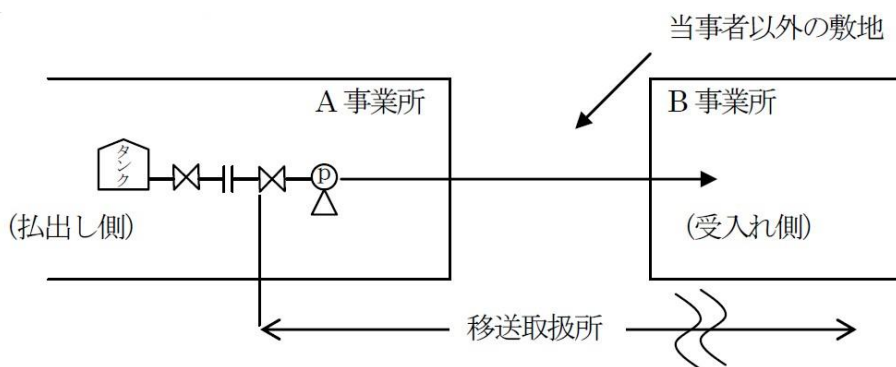 当事者以外の敷地
A 事業所
B 事業所
タンク
p
(払出し側)
(受入れ側)
移送取扱所